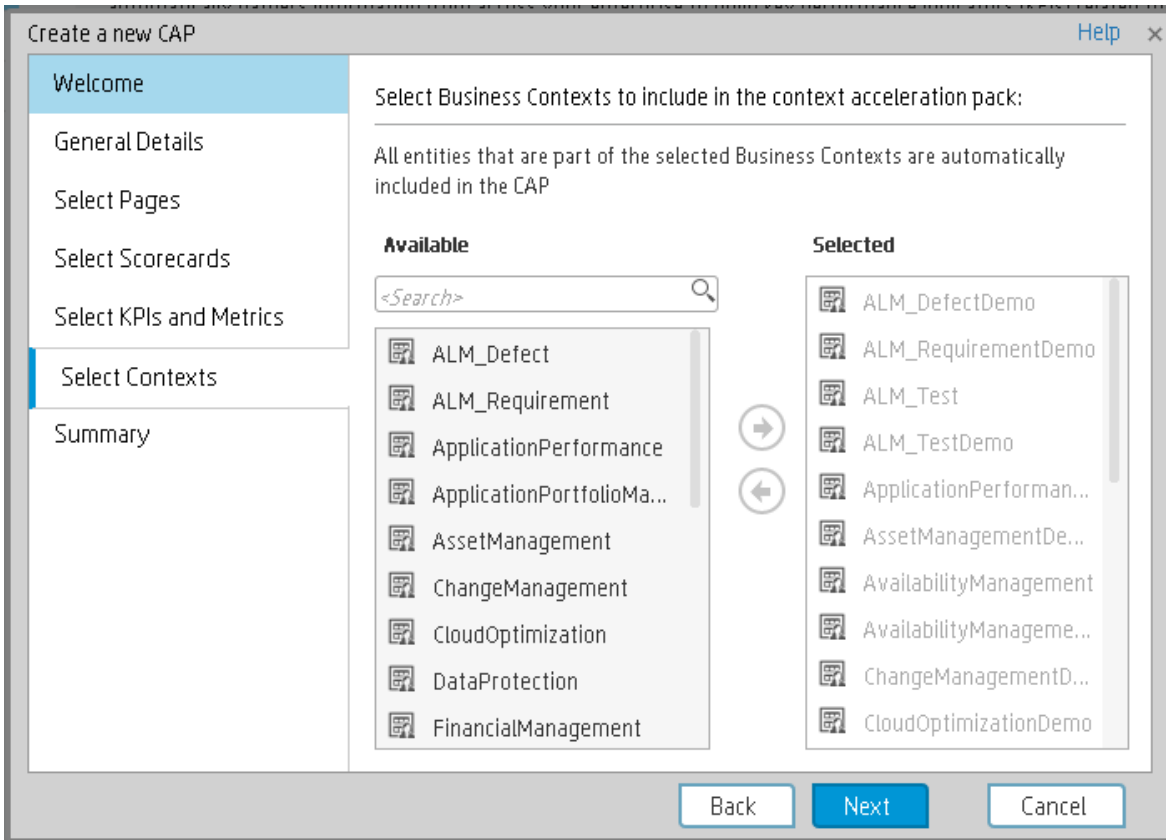 Create a new CAP
Help ×
Welcome
General Details
Select Pages
Select Scorecards
Select KPIs and Metrics
Select Contexts
Summary
Select Business Contexts to include in the context acceleration pack:
All entities that are part of the selected Business Contexts are automatically
included in the CAP
Available
<Search>
ALM_Defect
ALM_Requirement
ApplicationPerformance
ApplicationPortfolioMa...
AssetManagement
ChangeManagement
CloudOptimization
DataProtection
FinancialManagement
Selected
ALM_DefectDemo
ALM_RequirementDemo
ALM_Test
ALM_TestDemo
ApplicationPerforman...
AssetManagementDe...
AvailabilityManagement
AvailabilityManageme...
ChangeManagementD...
CloudOptimizationDemo
Back
Next
Cancel